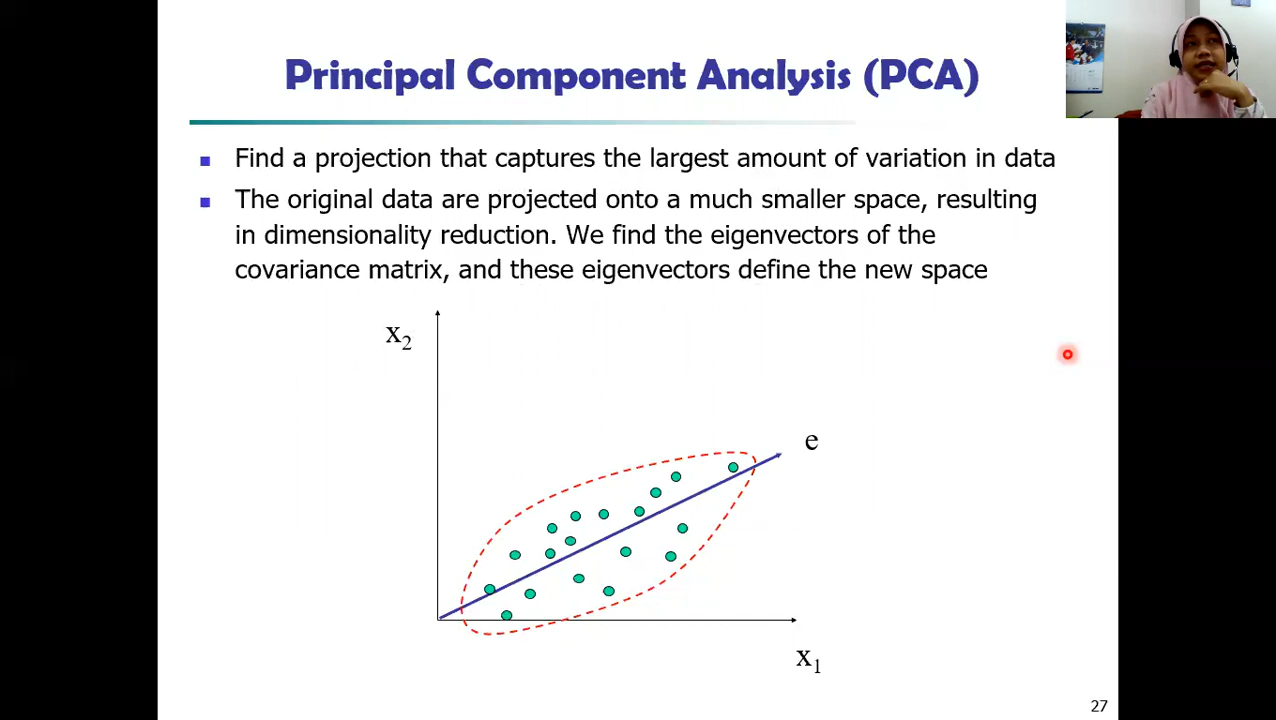 Principal Component Analysis (PCA)
Find a projection that captures the largest amount of variation in data
The original data are projected onto a much smaller space, resulting
in dimensionality reduction. We find the eigenvectors of the
covariance matrix, and these eigenvectors define the new space
x2
e
x1
27